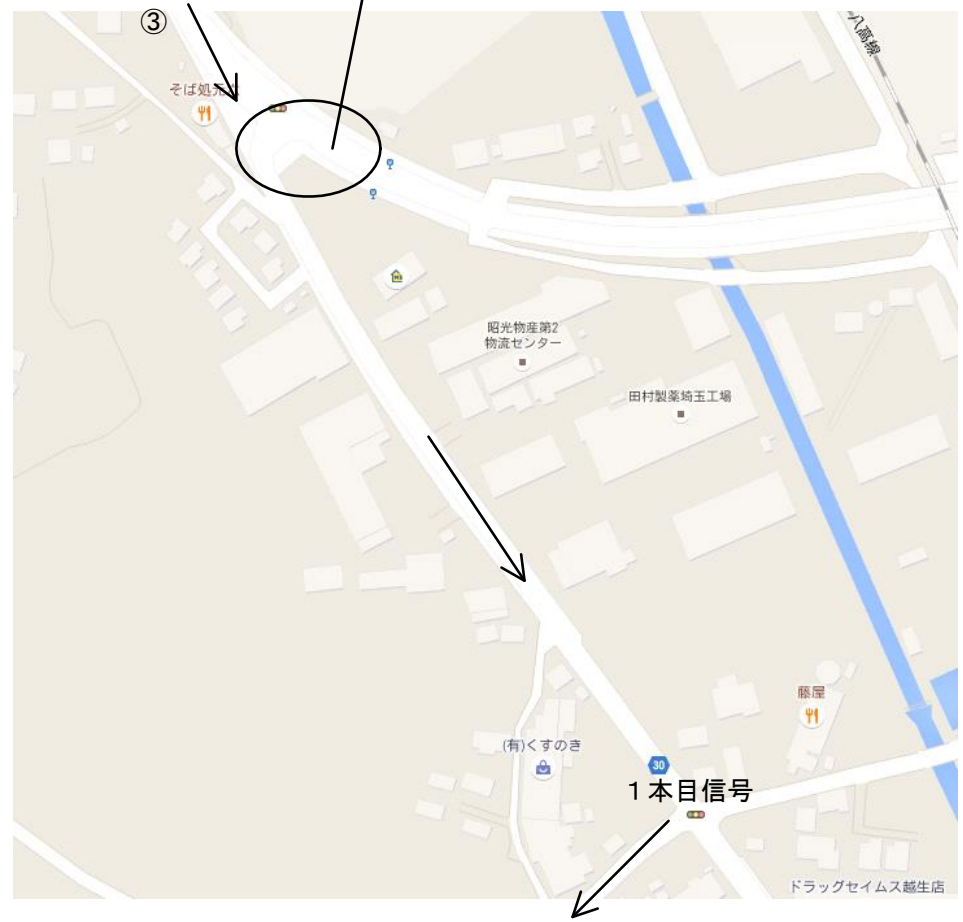 ③
八高線
そば処元
昭光物産第2
物流センター
田村製薬埼玉工場
藤屋
(有)くすのき
30
1本目信号
ドラッグセイムス越生店